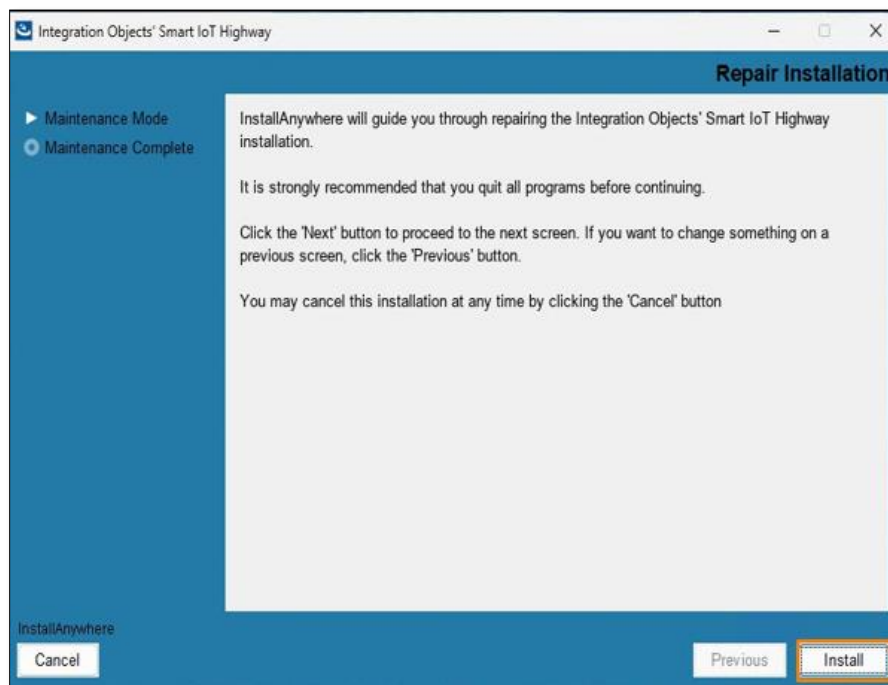 Integration Objects' Smart IoT Highway
Repair Installation
Maintenance Mode
Maintenance Complete
InstallAnywhere will guide you through repairing the Integration Objects' Smart IoT Highway
installation.
It is strongly recommended that you quit all programs before continuing.
Click the 'Next' button to proceed to the next screen. If you want to change something on a
previous screen, click the 'Previous' button.
You may cancel this installation at any time by clicking the 'Cancel' button
InstallAnywhere
Cancel
Previous
Install